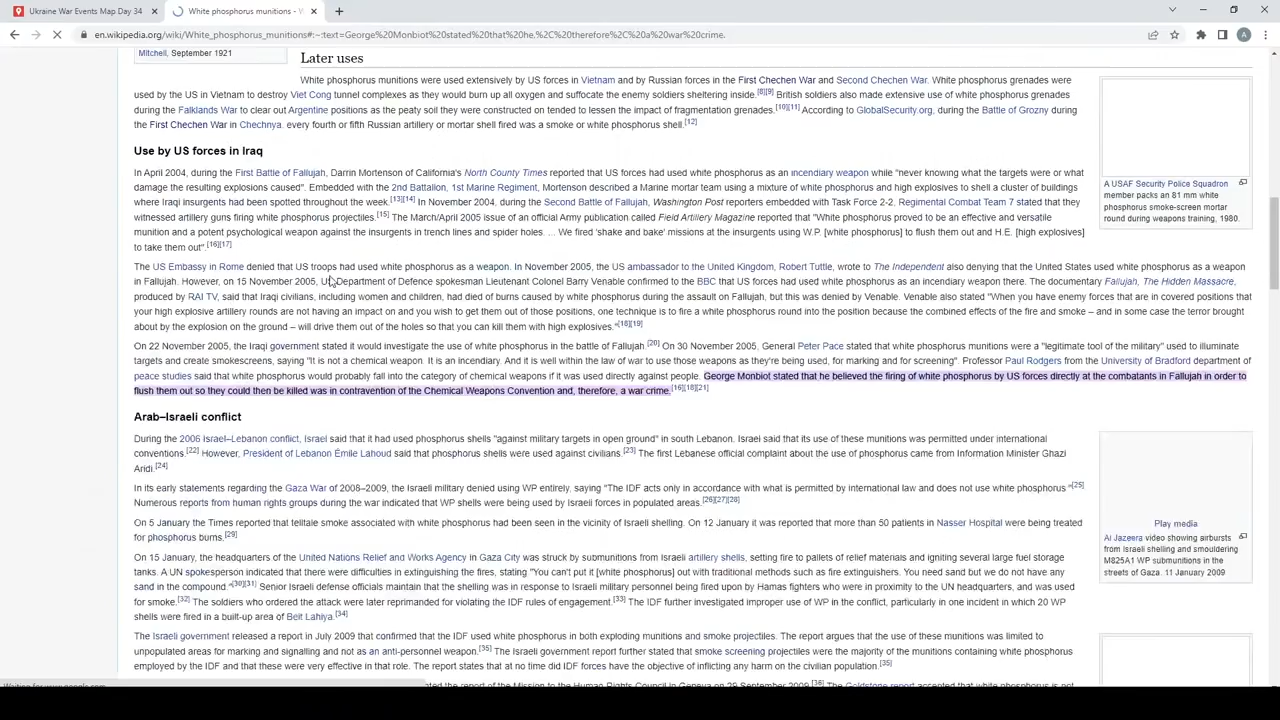 Ukraine War Events Map Day 34
White phosphorus munitions - W
en.wikipedia.org/wiki/White_phosphorus_munitions#:~:text=George%20Monbiot%20stated%20that%20he,%2C%20therefore%2C%20a%20war%20crime.
Mitchell, September 1921
Later uses
White phosphorus munitions were used extensively by US forces in Vietnam and by Russian forces in the First Chechen War and Second Chechen War. White phosphorus grenades were
used by the US in Vietnam to destroy Viet Cong tunnel complexes as they would burn up all oxygen and suffocate the enemy soldiers sheltering inside.[8][9] British soldiers also made extensive use of white phosphorus grenades
during the Falklands War to clear out Argentine positions as the peaty soil they were constructed on tended to lessen the impact of fragmentation grenades.[10][11] According to GlobalSecurity.org, during the Battle of Grozny during
the First Chechen War in Chechnya, every fourth or fifth Russian artillery or mortar shell fired was a smoke or white phosphorus shell.[12]
Use by US forces in Iraq
In April 2004, during the First Battle of Fallujah, Darrin Mortenson of California's North County Times reported that US forces had used white phosphorus as an incendiary weapon while "never knowing what the targets were or what
damage the resulting explosions caused". Embedded with the 2nd Battalion, 1st Marine Regiment, Mortenson described a Marine mortar team using a mixture of white phosphorus and high explosives to shell a cluster of buildings
where Iraqi insurgents had been spotted throughout the week.[13][14] In November 2004, during the Second Battle of Fallujah, Washington Post reporters embedded with Task Force 2-2, Regimental Combat Team 7 stated that they
witnessed artillery guns firing white phosphorus projectiles.[15] The March/April 2005 issue of an official Army publication called Field Artillery Magazine reported that "White phosphorus proved to be an effective and versatile
munition and a potent psychological weapon against the insurgents in trench lines and spider holes. ... We fired 'shake and bake' missions at the insurgents using W.P. [white phosphorus] to flush them out and H.E. [high explosives]
to take them out".[16][17]
The US Embassy in Rome denied that US troops had used white phosphorus as a weapon. In November 2005, the US ambassador to the United Kingdom, Robert Tuttle, wrote to The Independent also denying that the United States used white phosphorus as a weapon
in Fallujah. However, on 15 November 2005, US Department of Defense spokesman Lieutenant Colonel Barry Venable confirmed to the BBC that US forces had used white phosphorus as an incendiary weapon there. The documentary Fallujah, The Hidden Massacre,
produced by RAI TV, said that Iraqi civilians, including women and children, had died of burns caused by white phosphorus during the assault on Fallujah, but this was denied by Venable. Venable also stated "When you have enemy forces that are in covered positions that
your high explosive artillery rounds are not having an impact on and you wish to get them out of those positions, one technique is to fire a white phosphorus round into the position because the combined effects of the fire and smoke – and in some case the terror brought
about by the explosion on the ground – will drive them out of the holes so that you can kill them with high explosives."[18][19]
On 22 November 2005, the Iraqi government stated it would investigate the use of white phosphorus in the battle of Fallujah.[20] On 30 November 2005, General Peter Pace stated that white phosphorus munitions were a "legitimate tool of the military" used to illuminate
targets and create smokescreens, saying "It is not a chemical weapon. It is an incendiary. And it is well within the law of war to use those weapons as they're being used, for marking and for screening". Professor Paul Rodgers from the University of Bradford department of
peace studies said that white phosphorus would probably fall into the category of chemical weapons if it was used directly against people. George Monbiot stated that he believed the firing of white phosphorus by US forces directly at the combatants in Fallujah in order to
flush them out so they could then be killed was in contravention of the Chemical Weapons Convention and, therefore, a war crime.[16][18][21]
Arab–Israeli conflict
During the 2006 Israel–Lebanon conflict, Israel said that it had used phosphorus shells "against military targets in open ground" in south Lebanon. Israel said that its use of these munitions was permitted under international
conventions.[22] However, President of Lebanon Émile Lahoud said that phosphorus shells were used against civilians.[23] The first Lebanese official complaint about the use of phosphorus came from Information Minister Ghazi
Aridi.[24]
In its early statements regarding the Gaza War of 2008–2009, the Israeli military denied using WP entirely, saying "The IDF acts only in accordance with what is permitted by international law and does not use white phosphorus "[25]
Numerous reports from human rights groups during the war indicated that WP shells were being used by Israeli forces in populated areas.[26][27][28]
On 5 January the Times reported that telltale smoke associated with white phosphorus had been seen in the vicinity of Israeli shelling. On 12 January it was reported that more than 50 patients in Nasser Hospital were being treated
for phosphorus burns.[29]
On 15 January, the headquarters of the United Nations Relief and Works Agency in Gaza City was struck by submunitions from Israeli artillery shells, setting fire to pallets of relief materials and igniting several large fuel storage
tanks. A UN spokesperson indicated that there were difficulties in extinguishing the fires, stating "You can't put it [white phosphorus] out with traditional methods such as fire extinguishers. You need sand but we do not have any
sand in the compound."[30][31] Senior Israeli defense officials maintain that the shelling was in response to Israeli military personnel being fired upon by Hamas fighters who were in proximity to the UN headquarters, and was used
for smoke.[32] The soldiers who ordered the attack were later reprimanded for violating the IDF rules of engagement.[33] The IDF further investigated improper use of WP in the conflict, particularly in one incident in which 20 WP
shells were fired in a built-up area of Beit Lahiya.[34]
The Israeli government released a report in July 2009 that confirmed that the IDF used white phosphorus in both exploding munitions and smoke projectiles. The report argues that the use of these munitions was limited to
unpopulated areas for marking and signalling and not as an anti-personnel weapon.[35] The Israeli government report further stated that smoke screening projectiles were the majority of the munitions containing white phosphorus
employed by the IDF and that these were very effective in that role. The report states that at no time did IDF forces have the objective of inflicting any harm on the civilian population.[35]
the report of the Mission to the Human Rights Council in Geneva on 29 September 2009.[36] The Goldstone report accepted that white phosphorus is not
A USAF Security Police Squadron
member packs an 81 mm white
phosphorus smoke-screen mortar
round during weapons training, 1980.
Play media
Al Jazeera video showing airbursts
from Israeli shelling and smouldering
M825A1 WP submunitions in the
streets of Gaza. 11 January 2009